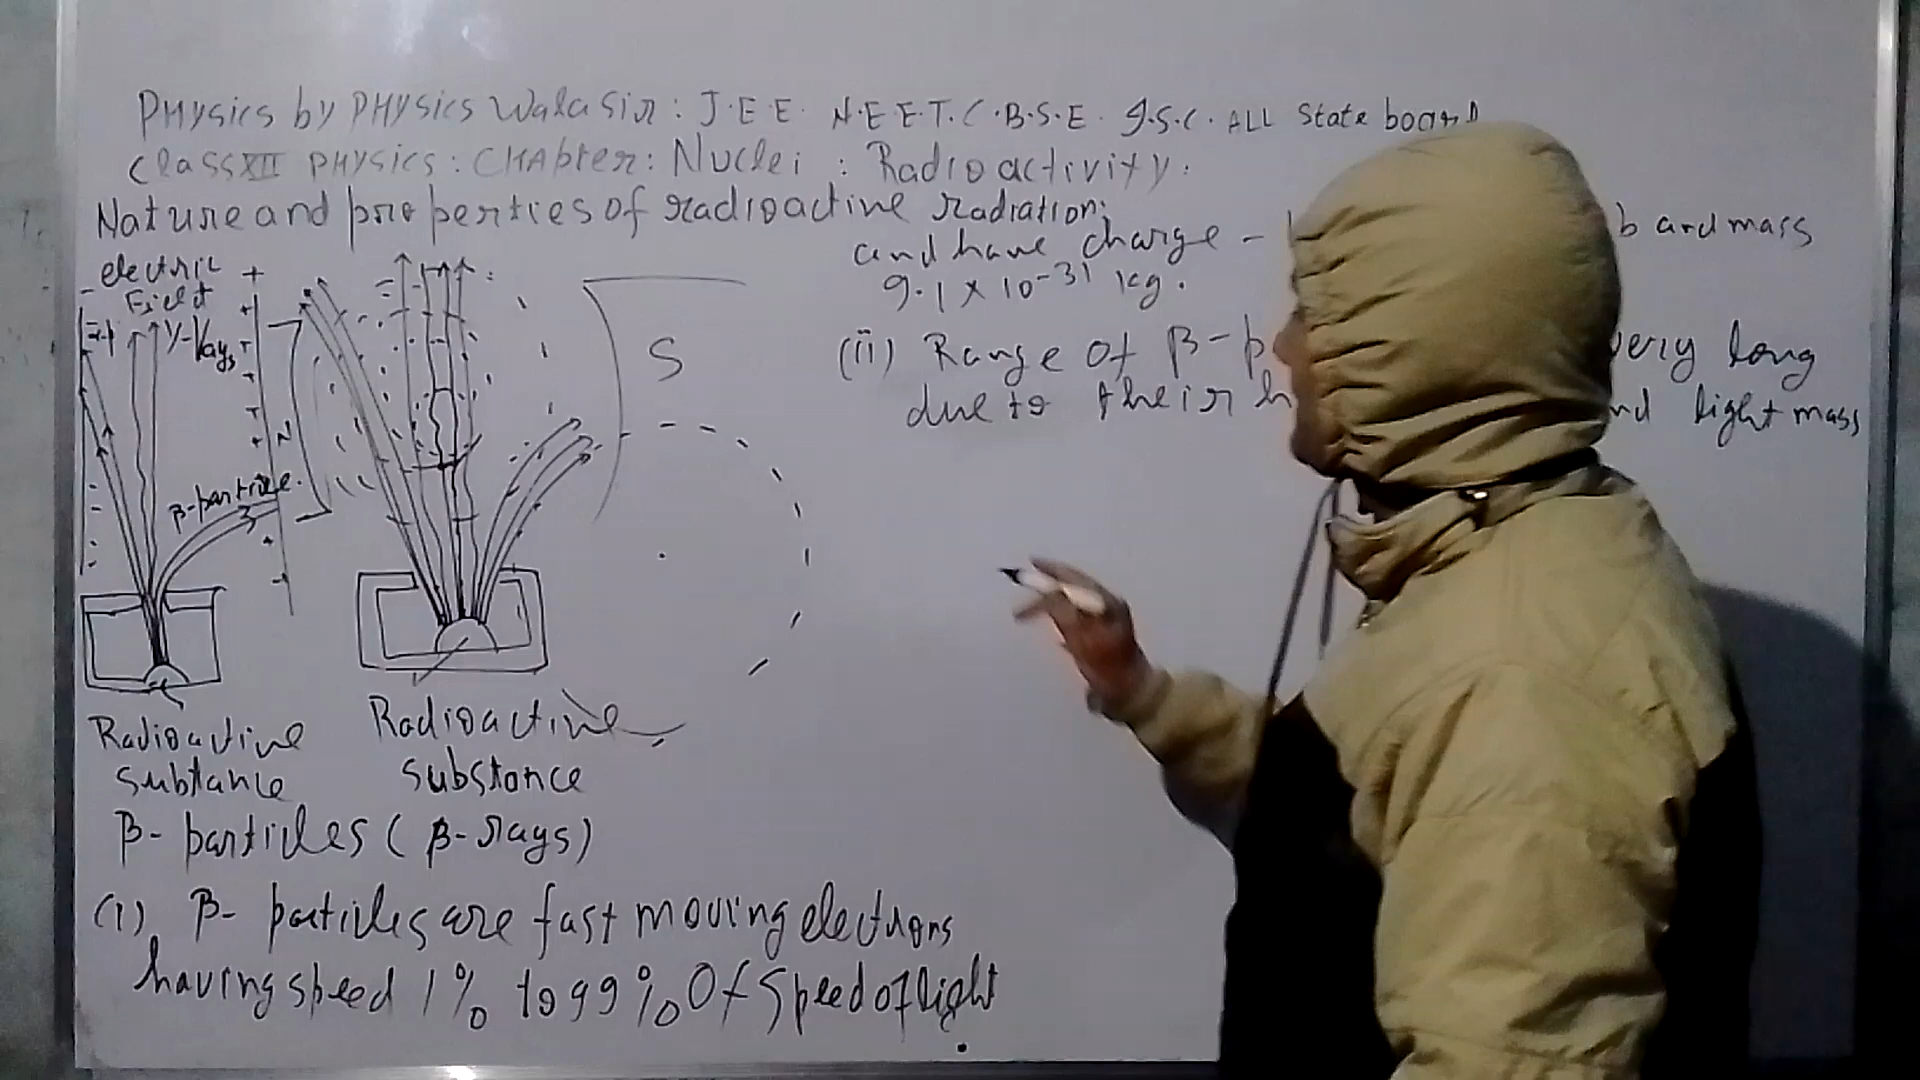 Physics by Physics Wala Sir: J.E.E. N.E.E.T. C.B.S.E. I.S.C. ALL State board
Class XII Physics: Chapter: Nuclei : Radioactivity.
Nature and properties of radioactive radiation:
electric
Field
γ-rays
β-particle.
N
S
Radioactive
subtance
Radioactive
substance
β- particles (β-rays)
(i) β- particles are fast moving electrons
having speed 1% to 99% Of Speed of light
and have charge - b and mass
9.1 x 10-31 kg.
(ii) Range of β-p very long
due to their h nd light mass